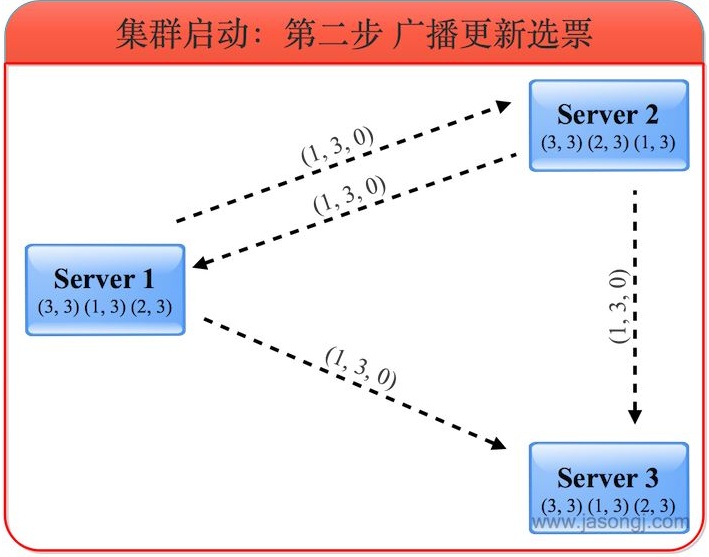 集群启动：第二步 广播更新选票
Server 2
(3, 3) (2, 3) (1, 3)
(1, 3, 0)
(1, 3, 0)
Server 1
(3, 3) (1, 3) (2, 3)
(1, 3, 0)
(1, 3, 0)
Server 3
(3, 3) (1, 3) (2, 3)
www.jasongj.com